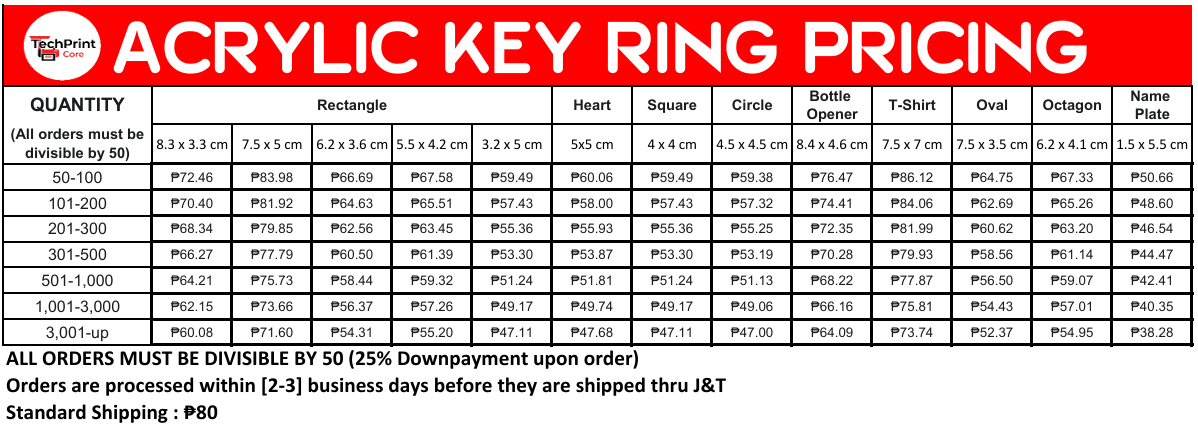 TechPrint
Core
ACRYLIC KEY RING PRICING
QUANTITY
(All orders must be
divisible by 50)
Rectangle Heart Square Circle Bottle Opener T-Shirt Oval Octagon Name Plate
8.3 x 3.3 cm 7.5 x 5 cm 6.2 x 3.6 cm 5.5 x 4.2 cm 3.2 x 5 cm 5x5 cm 4 x 4 cm 4.5 x 4.5 cm 8.4 x 4.6 cm 7.5 x 7 cm 7.5 x 3.5 cm 6.2 x 4.1 cm 1.5 x 5.5 cm
50-100 ₱72.46 ₱83.98 ₱66.69 ₱67.58 ₱59.49 ₱60.06 ₱59.49 ₱59.38 ₱76.47 ₱86.12 ₱64.75 ₱67.33 ₱50.66
101-200 ₱70.40 ₱81.92 ₱64.63 ₱65.51 ₱57.43 ₱58.00 ₱57.43 ₱57.32 ₱74.41 ₱84.06 ₱62.69 ₱65.26 ₱48.60
201-300 ₱68.34 ₱79.85 ₱62.56 ₱63.45 ₱55.36 ₱55.93 ₱55.36 ₱55.25 ₱72.35 ₱81.99 ₱60.62 ₱63.20 ₱46.54
301-500 ₱66.27 ₱77.79 ₱60.50 ₱61.39 ₱53.30 ₱53.87 ₱53.30 ₱53.19 ₱70.28 ₱79.93 ₱58.56 ₱61.14 ₱44.47
501-1,000 ₱64.21 ₱75.73 ₱58.44 ₱59.32 ₱51.24 ₱51.81 ₱51.24 ₱51.13 ₱68.22 ₱77.87 ₱56.50 ₱59.07 ₱42.41
1,001-3,000 ₱62.15 ₱73.66 ₱56.37 ₱57.26 ₱49.17 ₱49.74 ₱49.17 ₱49.06 ₱66.16 ₱75.81 ₱54.43 ₱57.01 ₱40.35
3,001-up ₱60.08 ₱71.60 ₱54.31 ₱55.20 ₱47.11 ₱47.68 ₱47.11 ₱47.00 ₱64.09 ₱73.74 ₱52.37 ₱54.95 ₱38.28
ALL ORDERS MUST BE DIVISIBLE BY 50 (25% Downpayment upon order)
Orders are processed within [2-3] business days before they are shipped thru J&T
Standard Shipping : ₱80